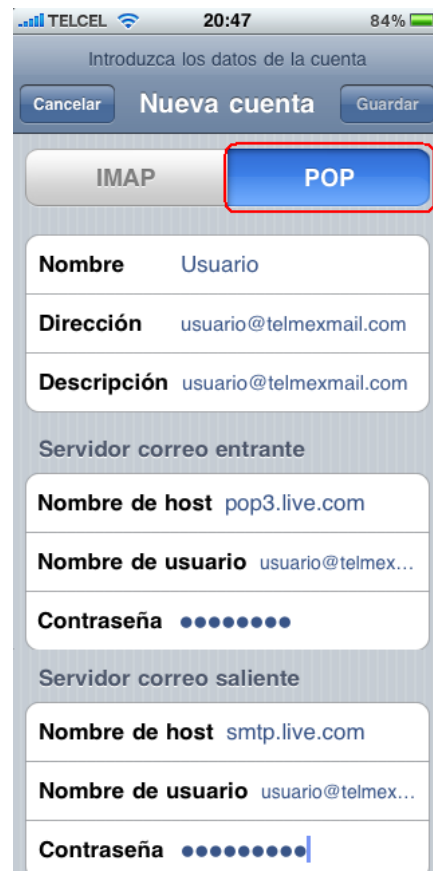 TELCEL 20:47 84%
Introduzca los datos de la cuenta
Cancelar Nueva cuenta Guardar
IMAP POP
Nombre Usuario
Dirección usuario@telmexmail.com
Descripción usuario@telmexmail.com
Servidor correo entrante
Nombre de host pop3.live.com
Nombre de usuario usuario@telmex...
Contraseña ●●●●●●●●
Servidor correo saliente
Nombre de host smtp.live.com
Nombre de usuario usuario@telmex...
Contraseña ●●●●●●●●●